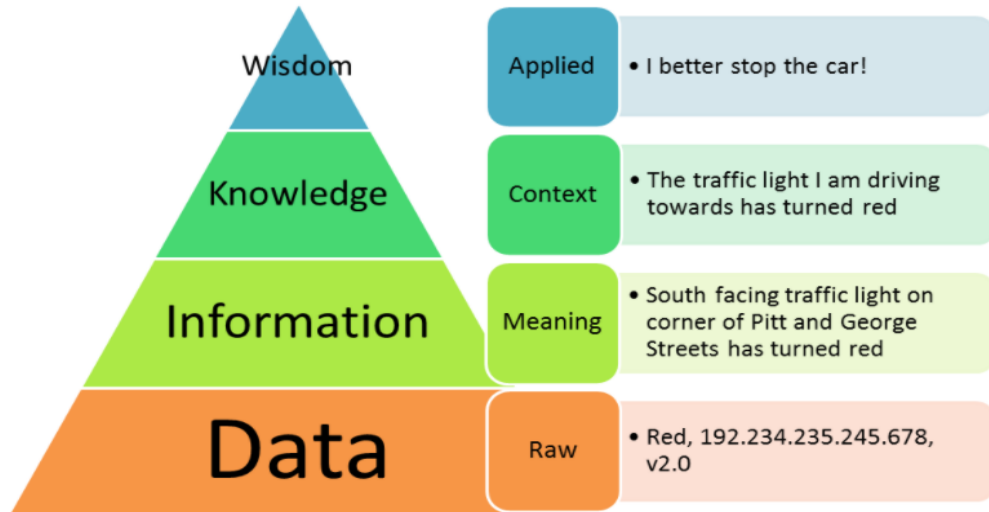 Wisdom
Applied
• I better stop the car!
Knowledge
Context
• The traffic light I am driving
towards has turned red
Information
Meaning
• South facing traffic light on
corner of Pitt and George
Streets has turned red
Data
Raw
• Red, 192.234.235.245.678,
v2.0